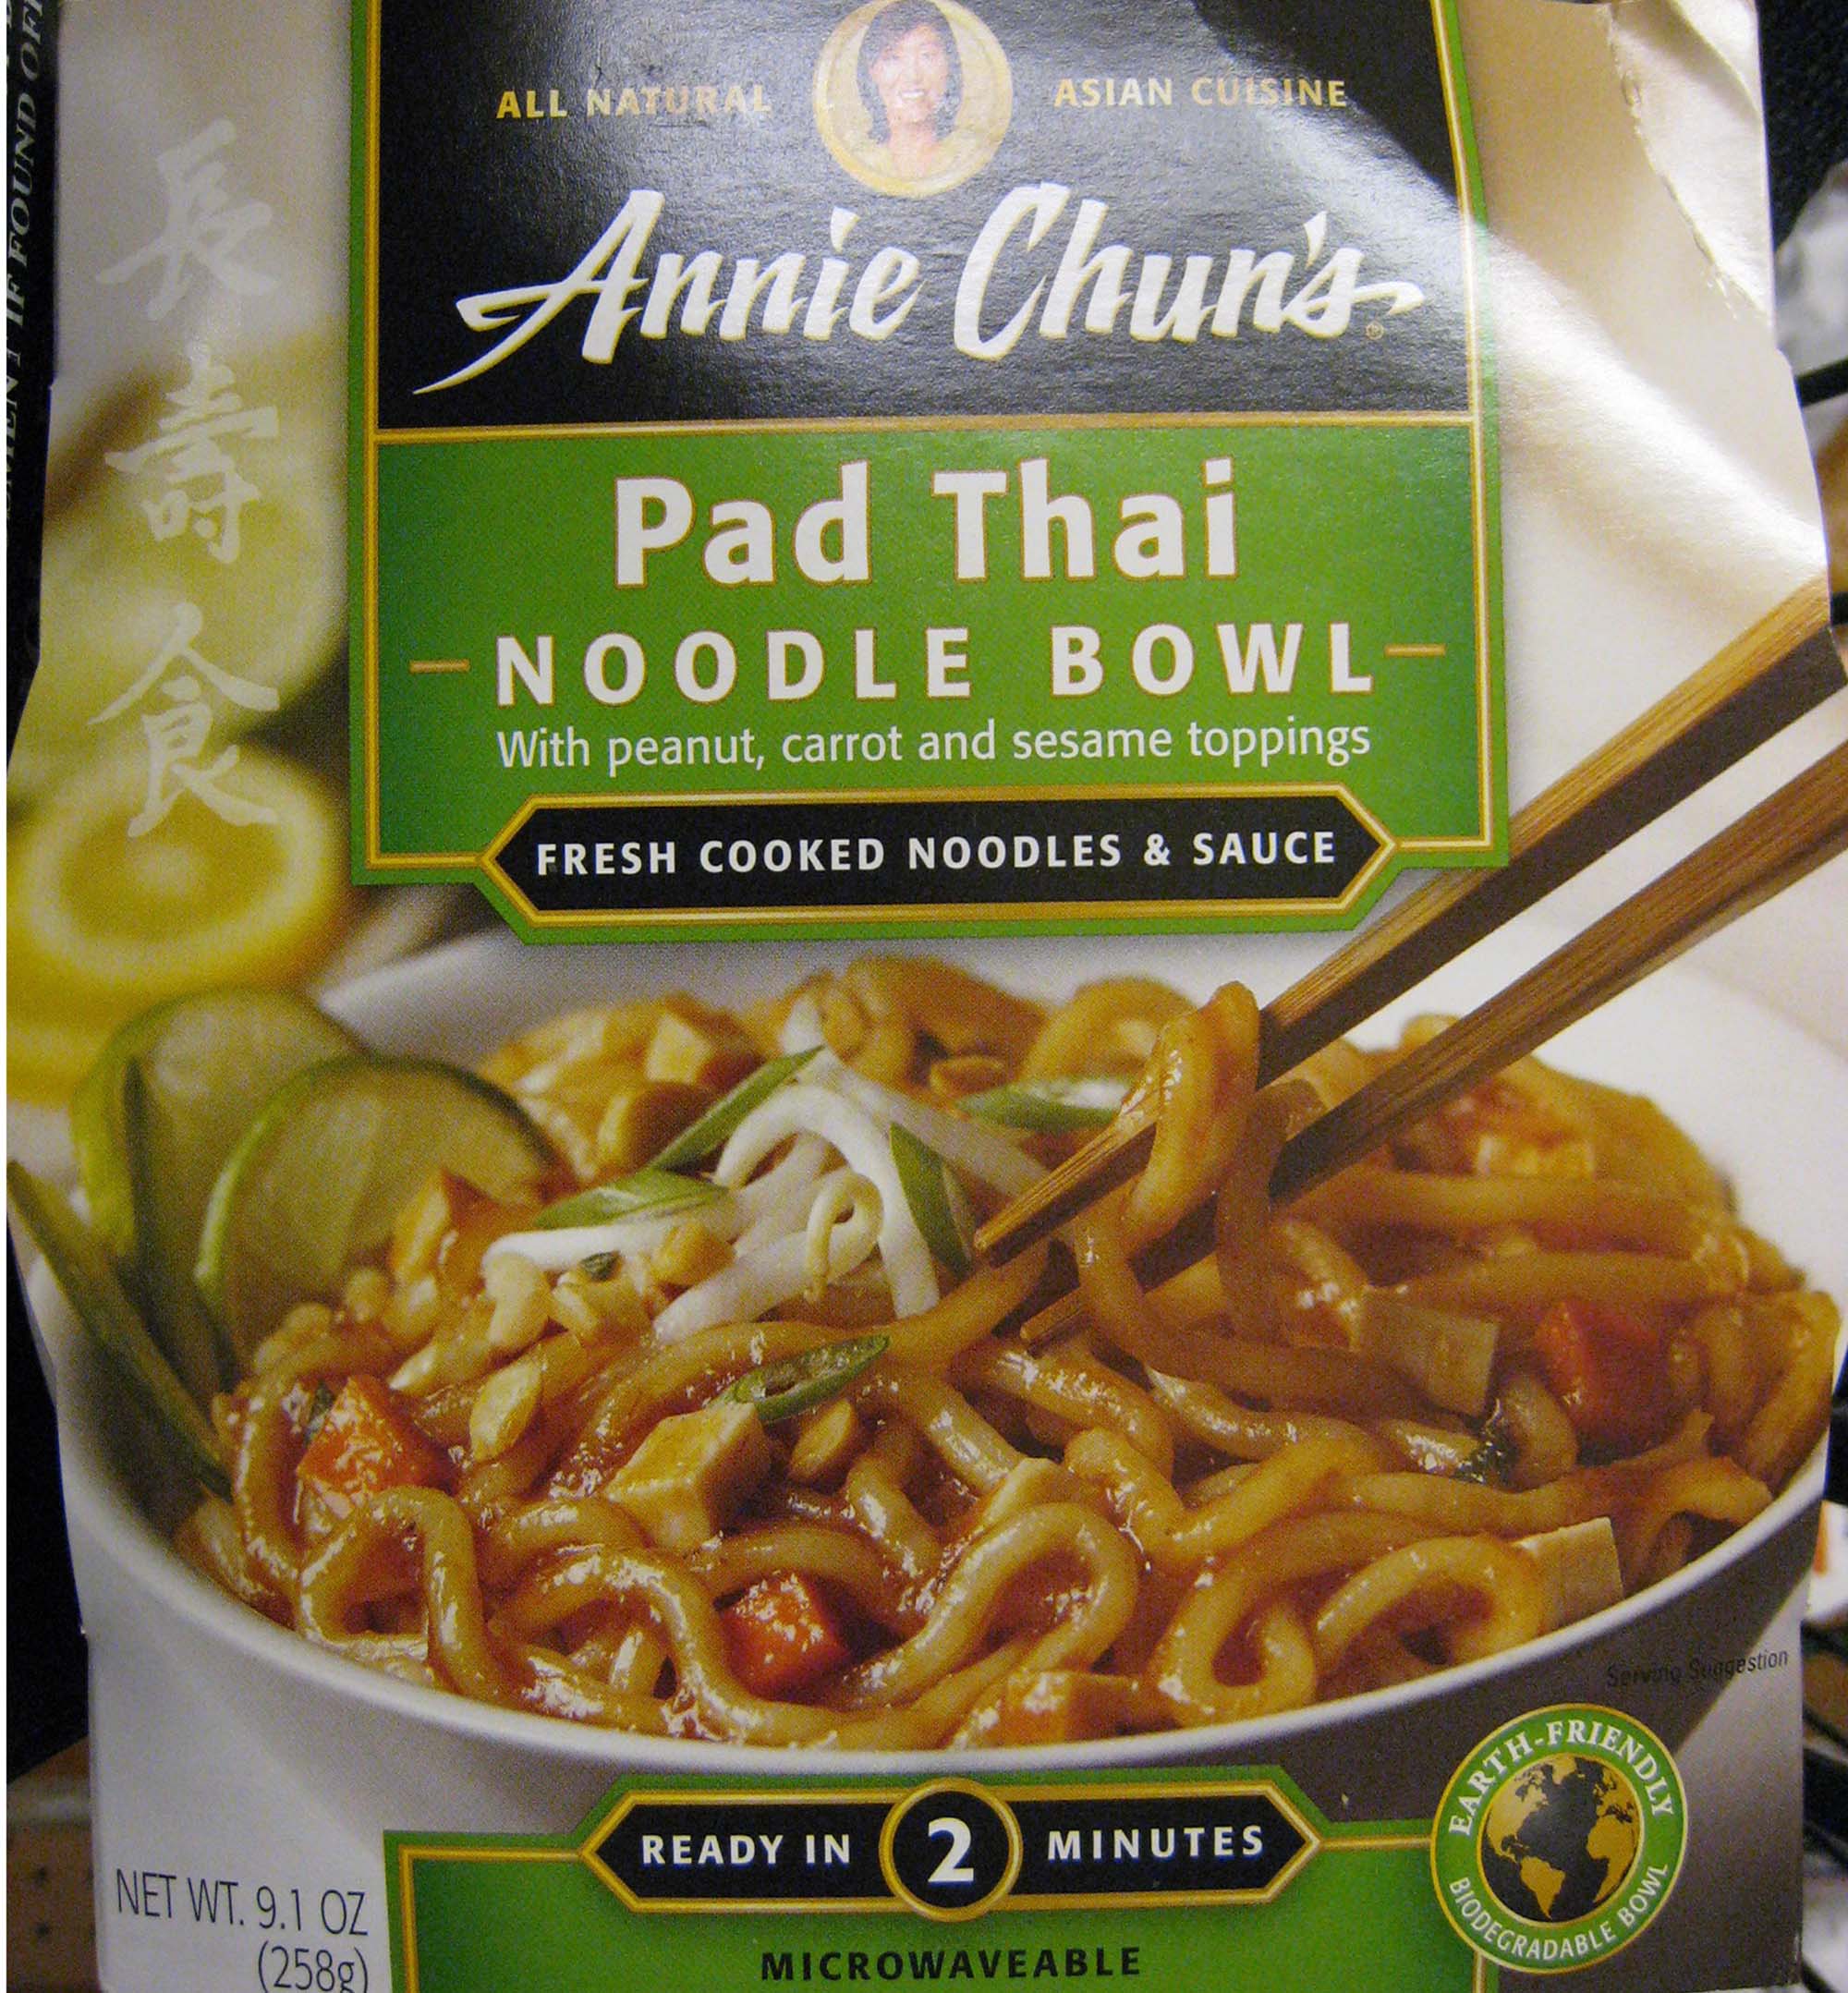 ALL NATURAL ASIAN CUISINE
Annie Chun's®
長壽食
Pad Thai
NOODLE BOWL
With peanut, carrot and sesame toppings
FRESH COOKED NOODLES & SAUCE
Serving Suggestion
READY IN 2 MINUTES
MICROWAVEABLE
EARTH-FRIENDLY
BIODEGRADABLE BOWL
NET WT. 9.1 OZ
(258g)
IF FOUND